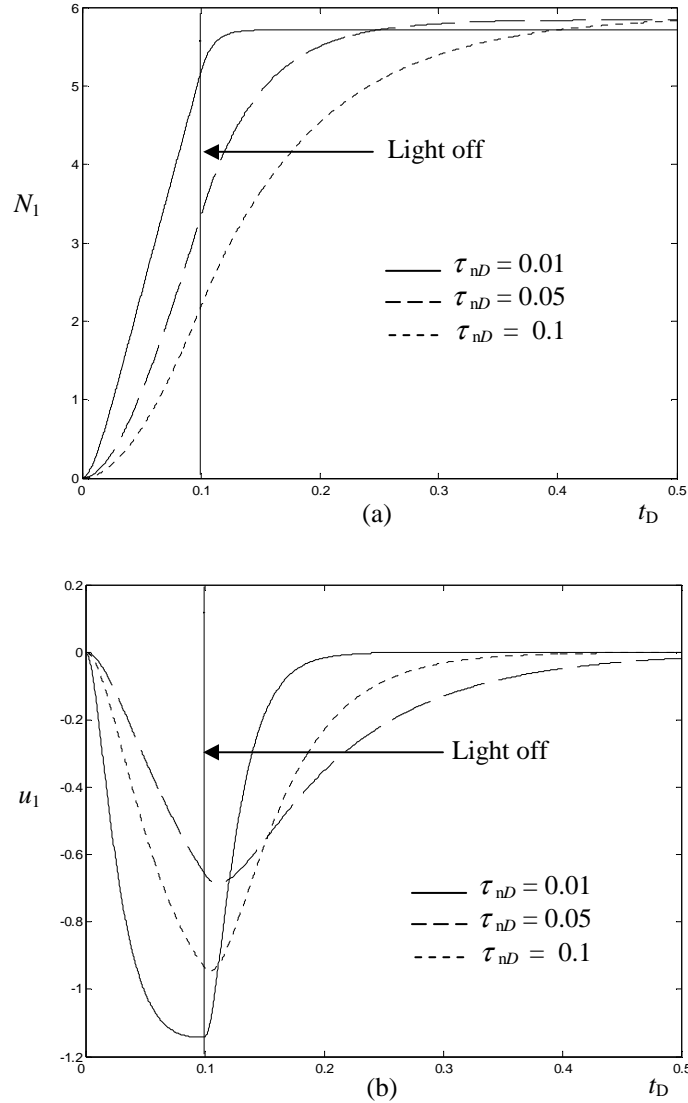 6
5
4
3
2
1
0
N₁
Light off
τnD = 0.01
τnD = 0.05
τnD = 0.1
0 0.1 0.2 0.3 0.4 0.5
(a)
tD
0.2
0
-0.2
-0.4
-0.6
-0.8
-1
-1.2
u₁
Light off
τnD = 0.01
τnD = 0.05
τnD = 0.1
0 0.1 0.2 0.3 0.4 0.5
(b)
tD